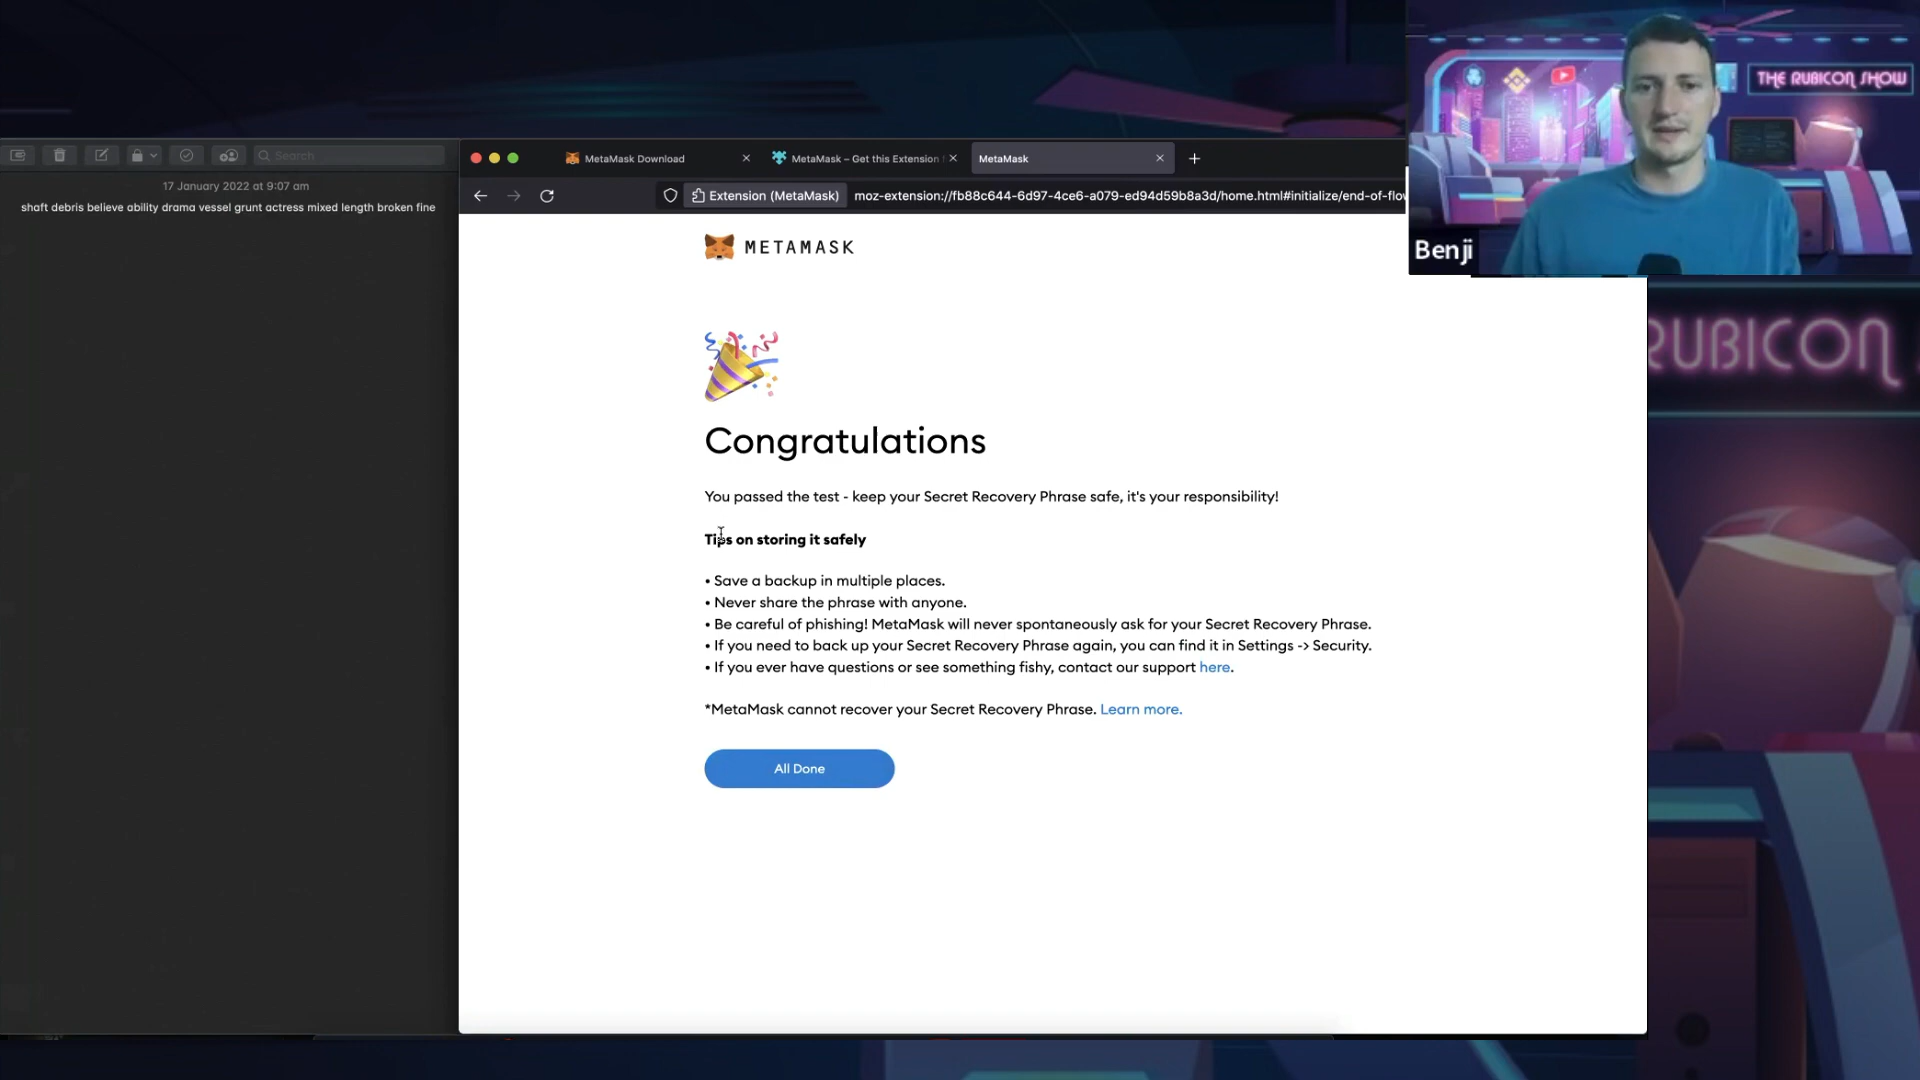 THE RUBICON SHOW
Benji
Search
17 January 2022 at 9:07 am
shaft debris believe ability drama vessel grunt actress mixed length broken fine
MetaMask Download
MetaMask – Get this Extension
MetaMask
Extension (MetaMask)
moz-extension://fb88c644-6d97-4ce6-a079-ed94d59b8a3d/home.html#initialize/end-of-flo
METAMASK
Congratulations
You passed the test - keep your Secret Recovery Phrase safe, it's your responsibility!
Tips on storing it safely
• Save a backup in multiple places.
• Never share the phrase with anyone.
• Be careful of phishing! MetaMask will never spontaneously ask for your Secret Recovery Phrase.
• If you need to back up your Secret Recovery Phrase again, you can find it in Settings -> Security.
• If you ever have questions or see something fishy, contact our support here.
*MetaMask cannot recover your Secret Recovery Phrase. Learn more.
All Done
RUBICON